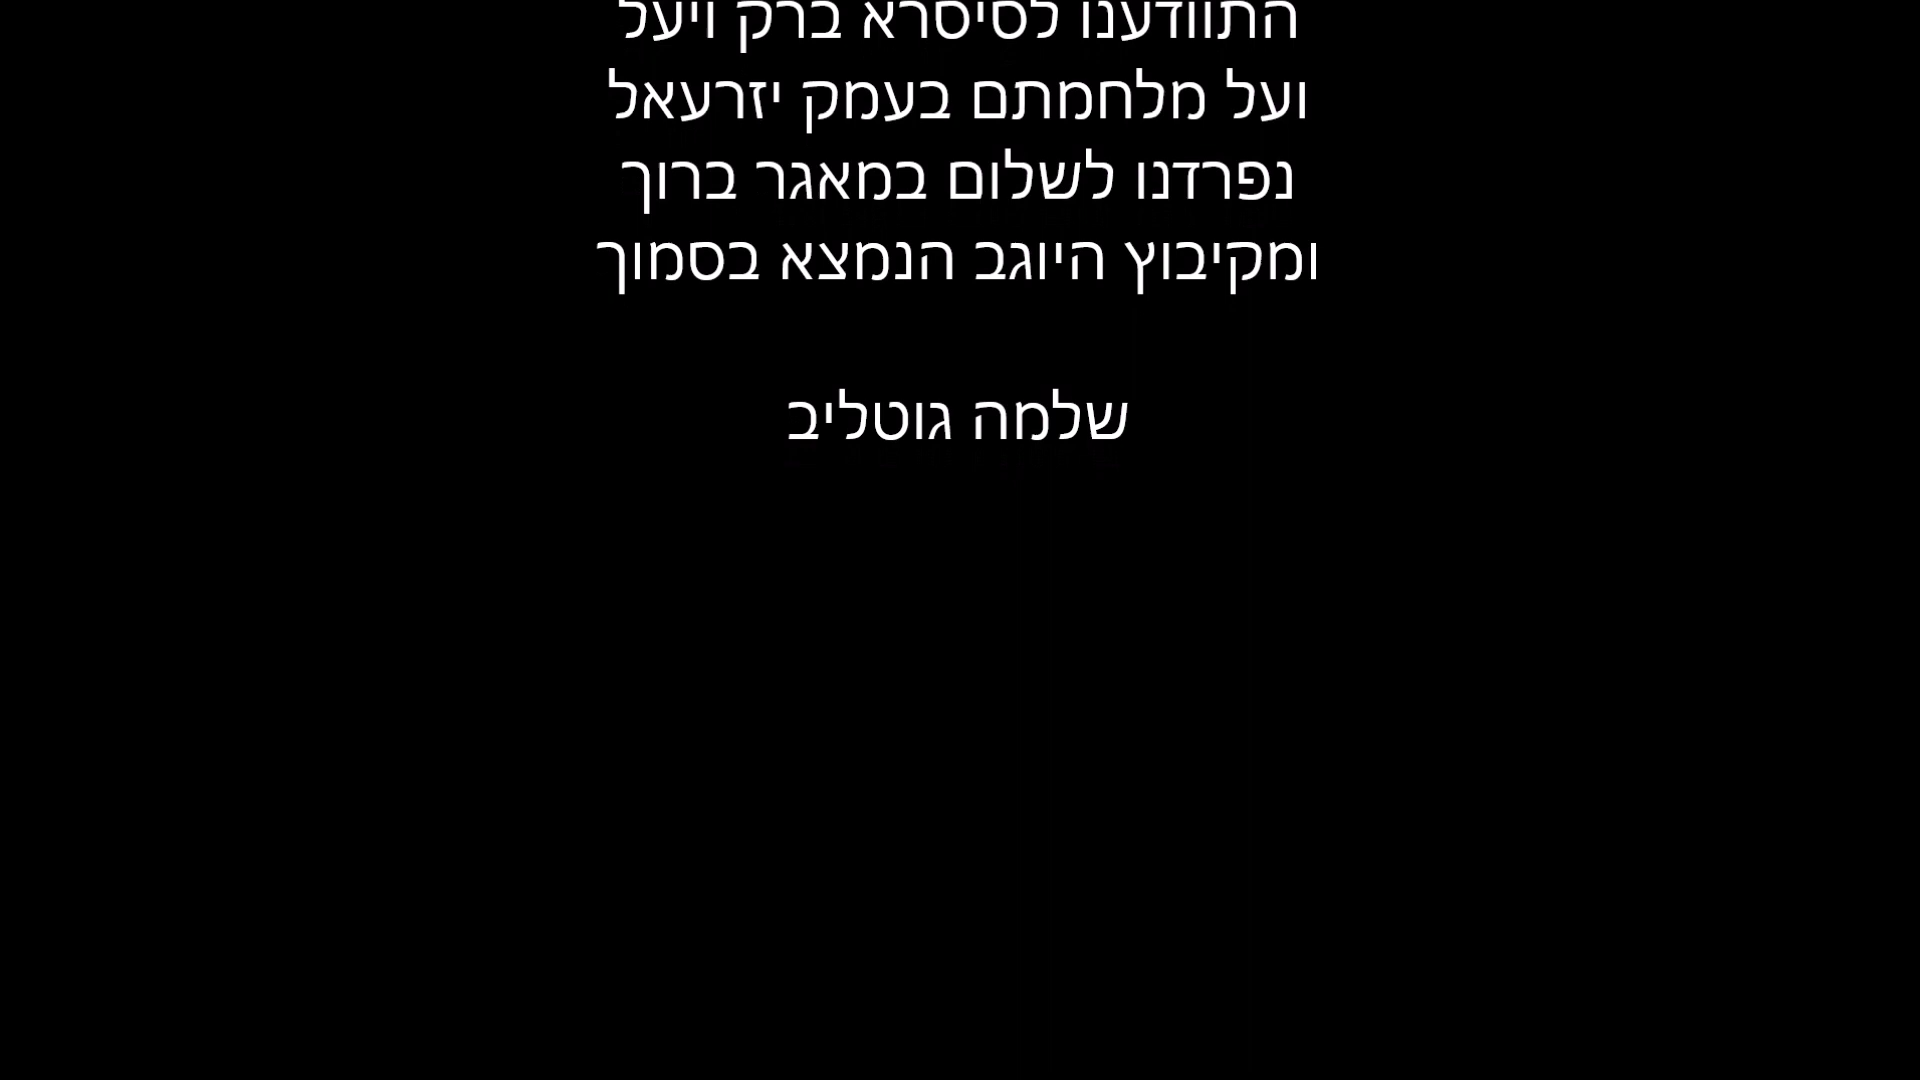 התוודענו לסיסרא ברק ויעל
ועל מלחמתם בעמק יזרעאל
נפרדנו לשלום במאגר ברוך
ומקיבוץ היוגב הנמצא בסמוך
שלמה גוטליב